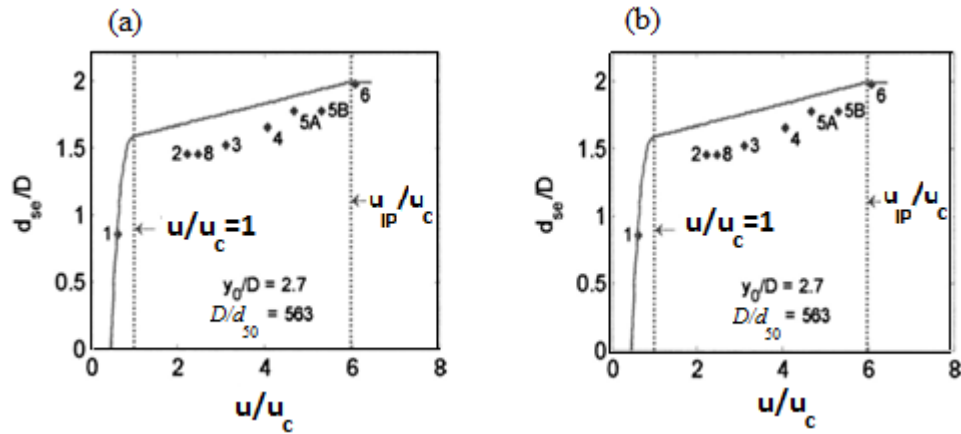 (a)
2
1.5
1
0.5
0
d_se/D
1
2 8 3
4
5A 5B
6
u/u_c=1
u_IP/u_c
y_0/D = 2.7
D/d_50 = 563
0 2 4 6 8
u/u_c
(b)
2
1.5
1
0.5
0
d_se/D
1
2 8 3
4
5A 5B
6
u/u_c=1
u_IP/u_c
y_0/D = 2.7
D/d_50 = 563
0 2 4 6 8
u/u_c